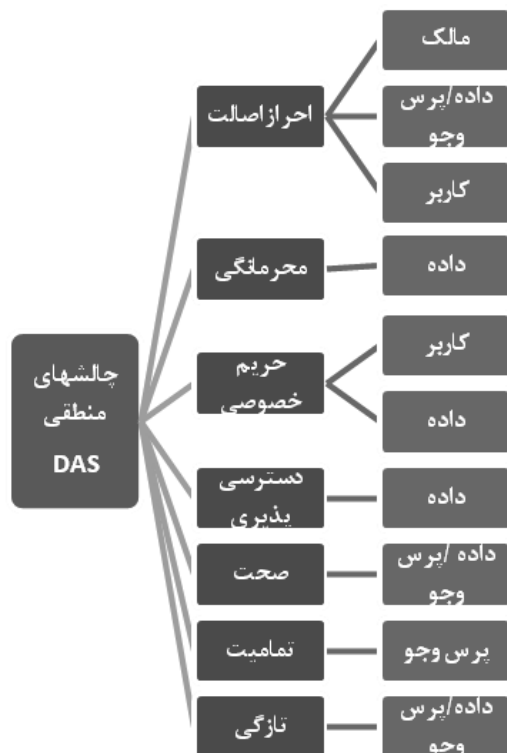 چالشهای
منطقی
DAS
احراز اصالت
مالک
داده/پرس
وجو
کاربر
محرمانگی
داده
حریم
خصوصی
کاربر
داده
دسترسی
پذیری
داده
صحت
داده /پرس
وجو
تمامیت
پرس وجو
تازگی
داده/پرس
وجو